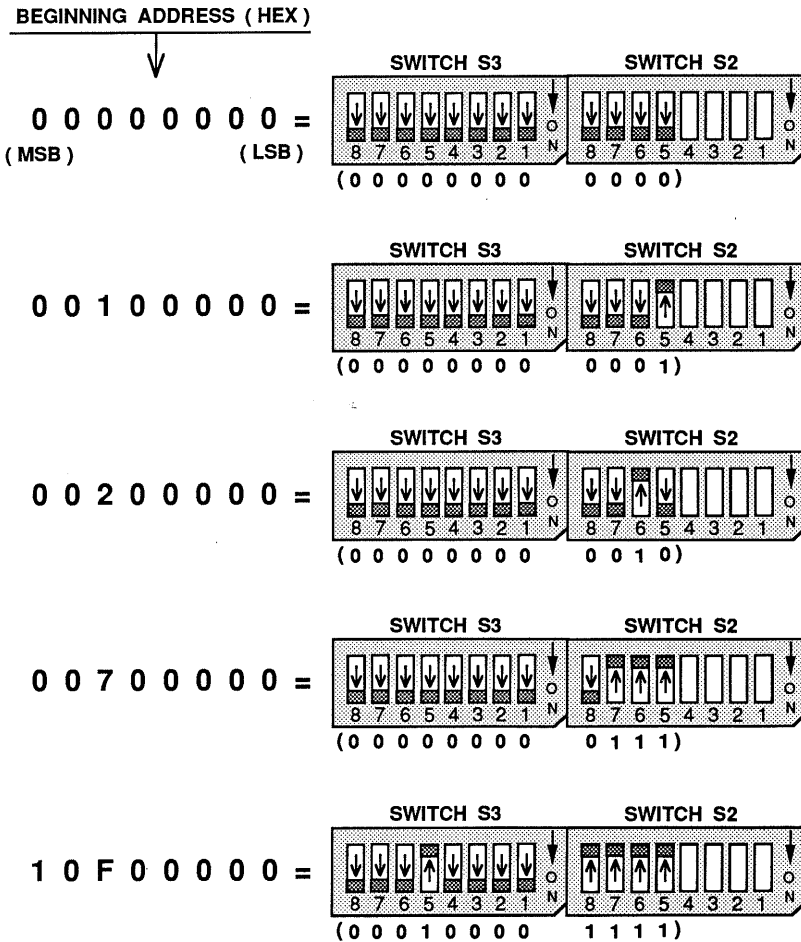 BEGINNING ADDRESS ( HEX )
SWITCH S3 SWITCH S2
0 0 0 0 0 0 0 0 =
(MSB) (LSB)
8 7 6 5 4 3 2 1 ON 8 7 6 5 4 3 2 1 ON
(0 0 0 0 0 0 0 0 0 0 0 0)
SWITCH S3 SWITCH S2
0 0 1 0 0 0 0 0 =
8 7 6 5 4 3 2 1 ON 8 7 6 5 4 3 2 1 ON
(0 0 0 0 0 0 0 0 0 0 0 1)
SWITCH S3 SWITCH S2
0 0 2 0 0 0 0 0 =
8 7 6 5 4 3 2 1 ON 8 7 6 5 4 3 2 1 ON
(0 0 0 0 0 0 0 0 0 0 1 0)
SWITCH S3 SWITCH S2
0 0 7 0 0 0 0 0 =
8 7 6 5 4 3 2 1 ON 8 7 6 5 4 3 2 1 ON
(0 0 0 0 0 0 0 0 0 1 1 1)
SWITCH S3 SWITCH S2
1 0 F 0 0 0 0 0 =
8 7 6 5 4 3 2 1 ON 8 7 6 5 4 3 2 1 ON
(0 0 0 1 0 0 0 0 1 1 1 1)